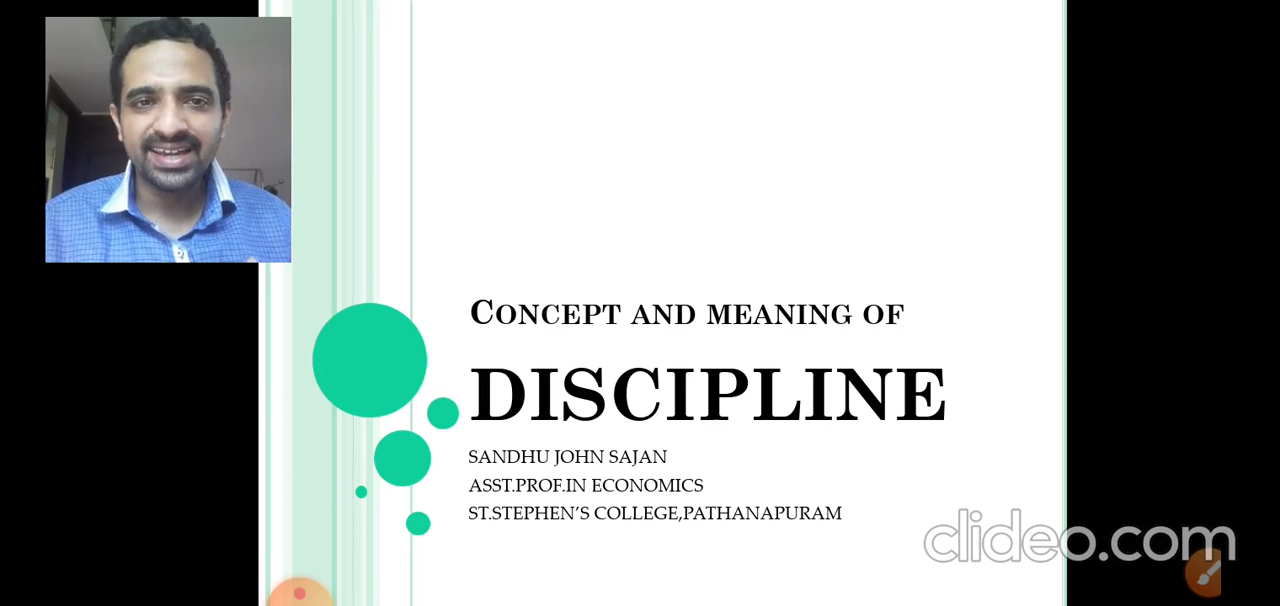 CONCEPT AND MEANING OF
DISCIPLINE
SANDHU JOHN SAJAN
ASST.PROF.IN ECONOMICS
ST.STEPHEN’S COLLEGE,PATHANAPURAM
clideo.com